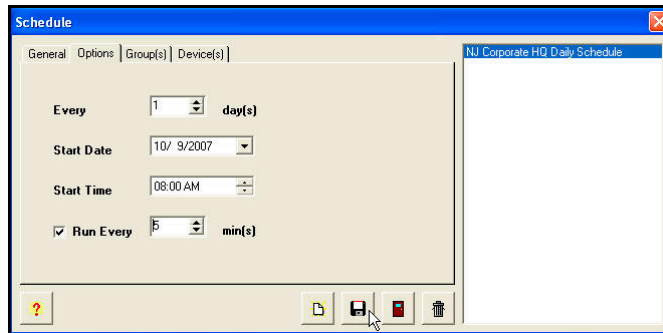 Schedule
General Options Group(s) Device(s)
Every 1 day(s)
Start Date 10/ 9/2007
Start Time 08:00 AM
Run Every 5 min(s)
?
NJ Corporate HQ Daily Schedule